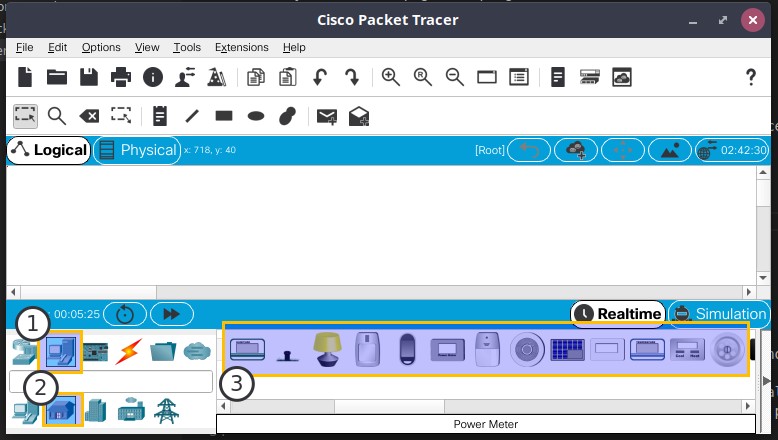 Cisco Packet Tracer
File Edit Options View Tools Extensions Help
?
Logical Physical x: 718, y: 40 [Root] 02:42:30
: 00:05:25 Realtime Simulation
1
2
3
Power Meter